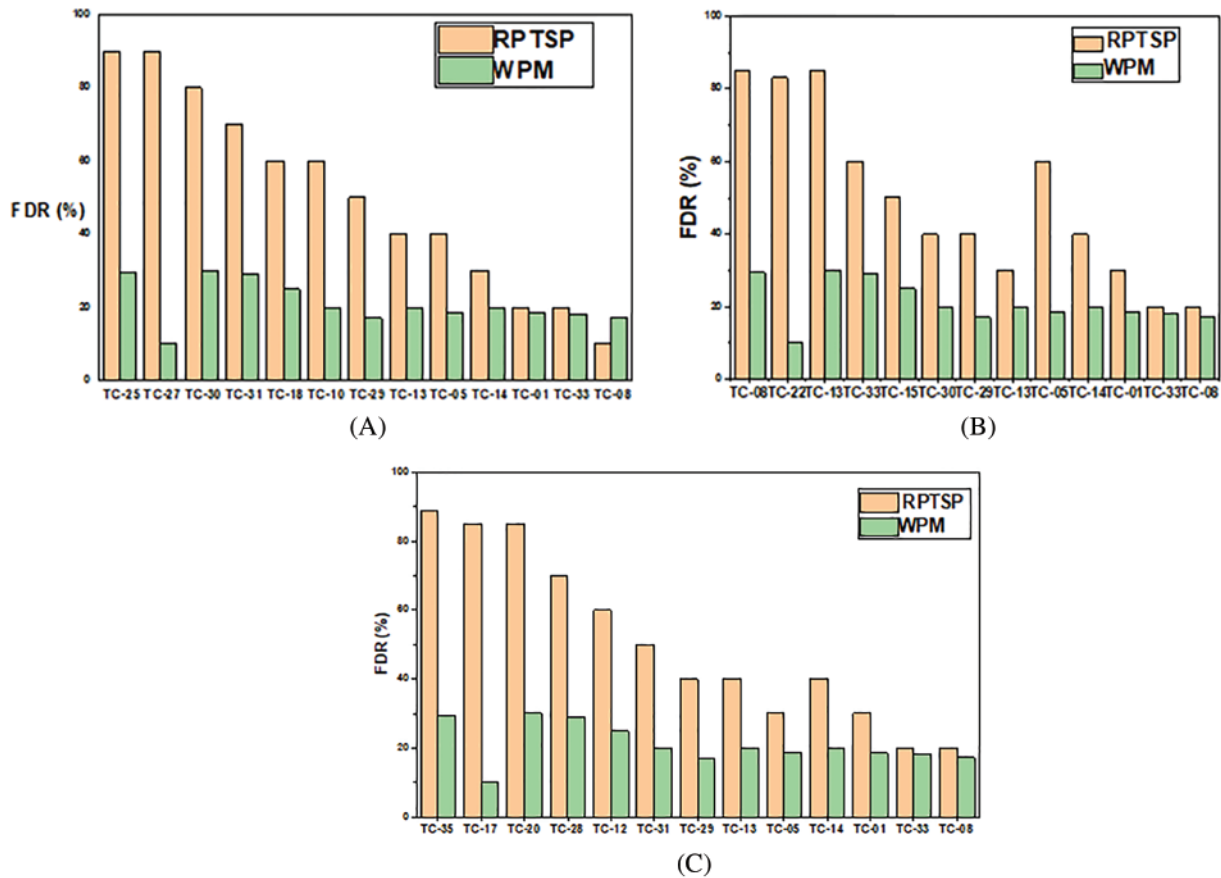 100
80
60
40
20
0
FDR (%)
RPTSP
WPM
TC-25 TC-27 TC-30 TC-31 TC-18 TC-10 TC-29 TC-13 TC-05 TC-14 TC-01 TC-33 TC-08
(A)
100
80
60
40
20
0
FDR (%)
RPTSP
WPM
TC-08 TC-22 TC-13 TC-33 TC-15 TC-30 TC-29 TC-13 TC-05 TC-14 TC-01 TC-33 TC-08
(B)
100
80
60
40
20
0
FDR (%)
RPTSP
WPM
TC-35 TC-17 TC-20 TC-28 TC-12 TC-31 TC-29 TC-13 TC-05 TC-14 TC-01 TC-33 TC-08
(C)